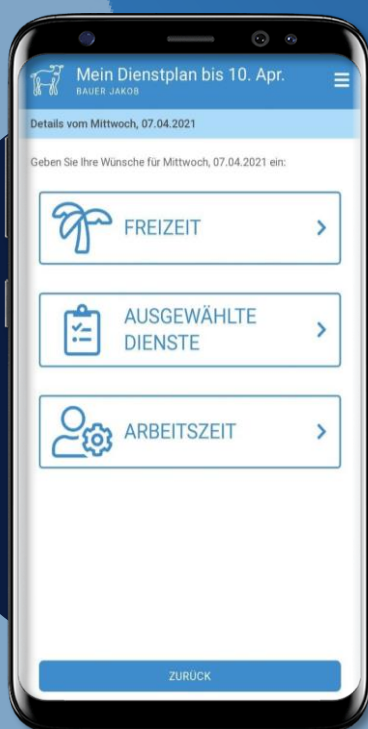 Mein Dienstplan bis 10. Apr.
BAUER JAKOB
Details vom Mittwoch, 07.04.2021
Geben Sie Ihre Wünsche für Mittwoch, 07.04.2021 ein:
FREIZEIT
AUSGEWÄHLTE
DIENSTE
ARBEITSZEIT
ZURÜCK